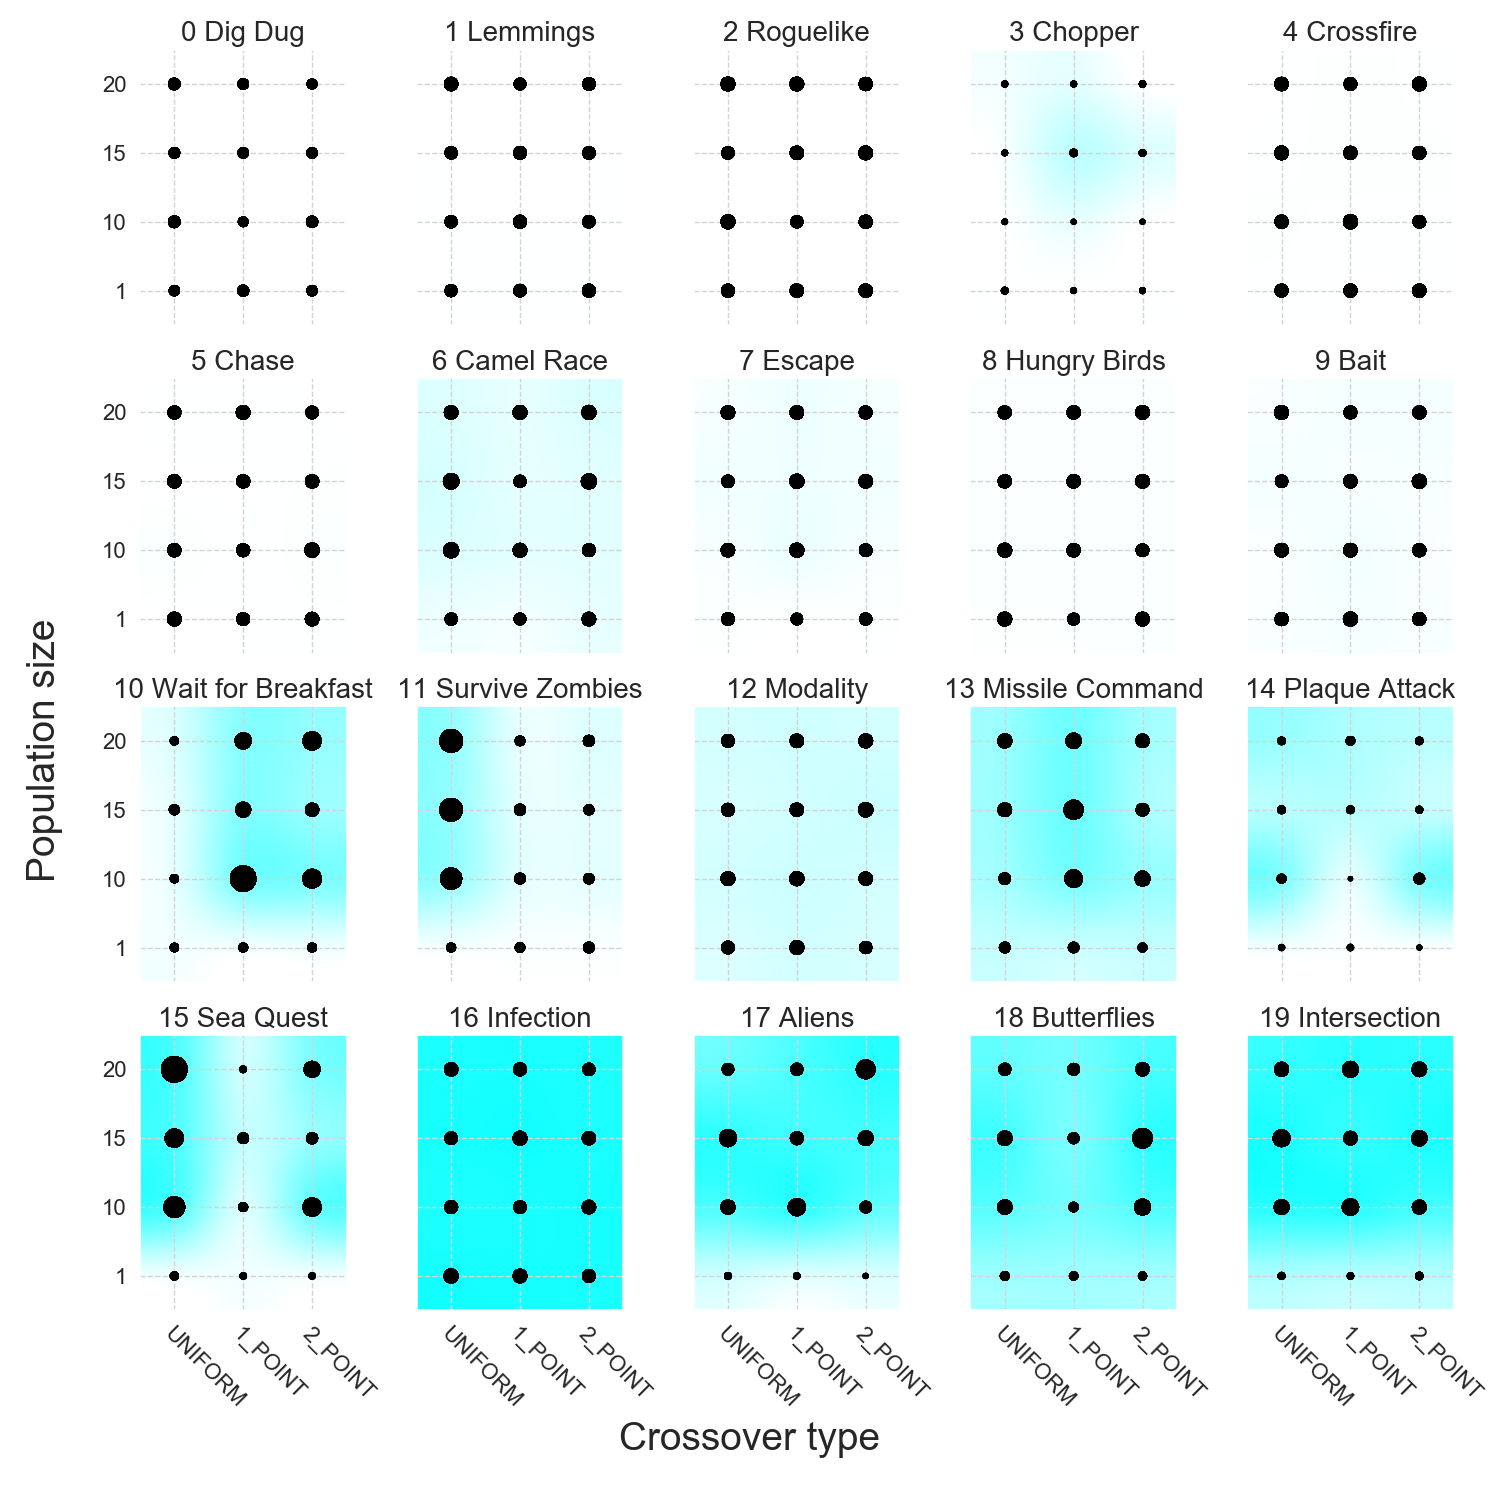 0 Dig Dug
1 Lemmings
2 Roguelike
3 Chopper
4 Crossfire
20
15
10
1
5 Chase
6 Camel Race
7 Escape
8 Hungry Birds
9 Bait
20
15
10
1
10 Wait for Breakfast
11 Survive Zombies
12 Modality
13 Missile Command
14 Plaque Attack
20
15
10
1
15 Sea Quest
16 Infection
17 Aliens
18 Butterflies
19 Intersection
20
15
10
1
Population size
UNIFORM
1_POINT
2_POINT
UNIFORM
1_POINT
2_POINT
UNIFORM
1_POINT
2_POINT
UNIFORM
1_POINT
2_POINT
UNIFORM
1_POINT
2_POINT
Crossover type